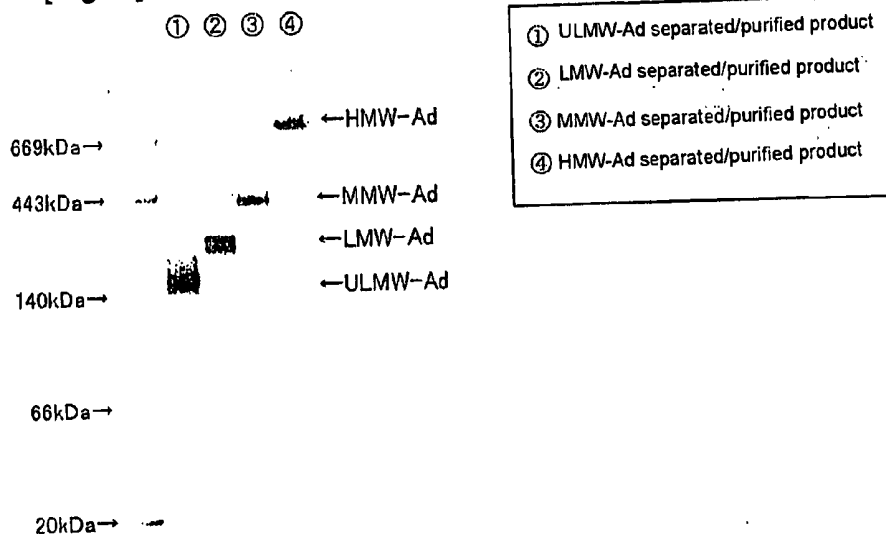 ① ② ③ ④
① ULMW-Ad separated/purified product
② LMW-Ad separated/purified product
③ MMW-Ad separated/purified product
④ HMW-Ad separated/purified product
←HMW-Ad
669kDa→
443kDa→ ←MMW-Ad
←LMW-Ad
←ULMW-Ad
140kDa→
66kDa→
20kDa→